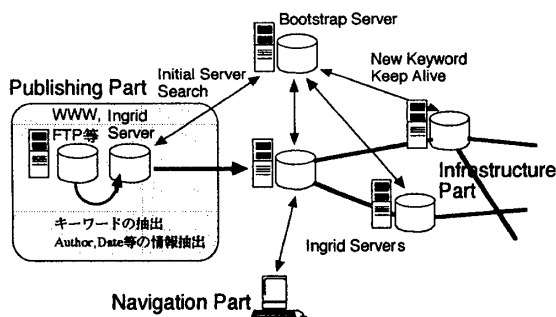 Bootstrap Server
New Keyword
Keep Alive
Initial Server
Search
Publishing Part
WWW, Ingrid
FTP等 Server
Infrastructure
Part
キーワードの抽出
Author,Date等の情報抽出
Ingrid Servers
Navigation Part